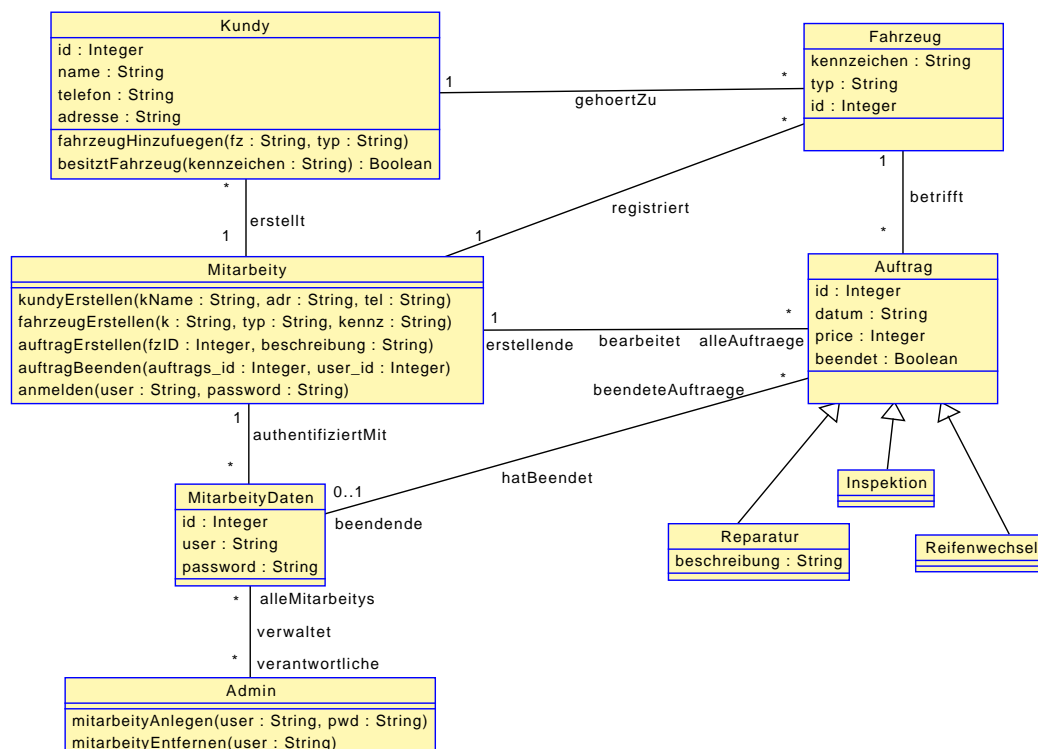 Kundy
id : Integer
name : String
telefon : String
adresse : String
fahrzeugHinzufuegen(fz : String, typ : String)
besitztFahrzeug(kennzeichen : String) : Boolean
Fahrzeug
kennzeichen : String
typ : String
id : Integer
1
*
gehoertZu
*
erstellt
1
*
registriert
1
1
betrifft
*
Mitarbeity
kundyErstellen(kName : String, adr : String, tel : String)
fahrzeugErstellen(k : String, typ : String, kennz : String)
auftragErstellen(fzID : Integer, beschreibung : String)
auftragBeenden(auftrags_id : Integer, user_id : Integer)
anmelden(user : String, password : String)
Auftrag
id : Integer
datum : String
price : Integer
beendet : Boolean
1
*
erstellende
bearbeitet
alleAuftraege
*
beendeteAuftraege
hatBeendet
0..1
beendende
1
authentifiziertMit
*
MitarbeityDaten
id : Integer
user : String
password : String
Inspektion
Reparatur
beschreibung : String
Reifenwechsel
*
alleMitarbeitys
verwaltet
*
verantwortliche
Admin
mitarbeityAnlegen(user : String, pwd : String)
mitarbeityEntfernen(user : String)